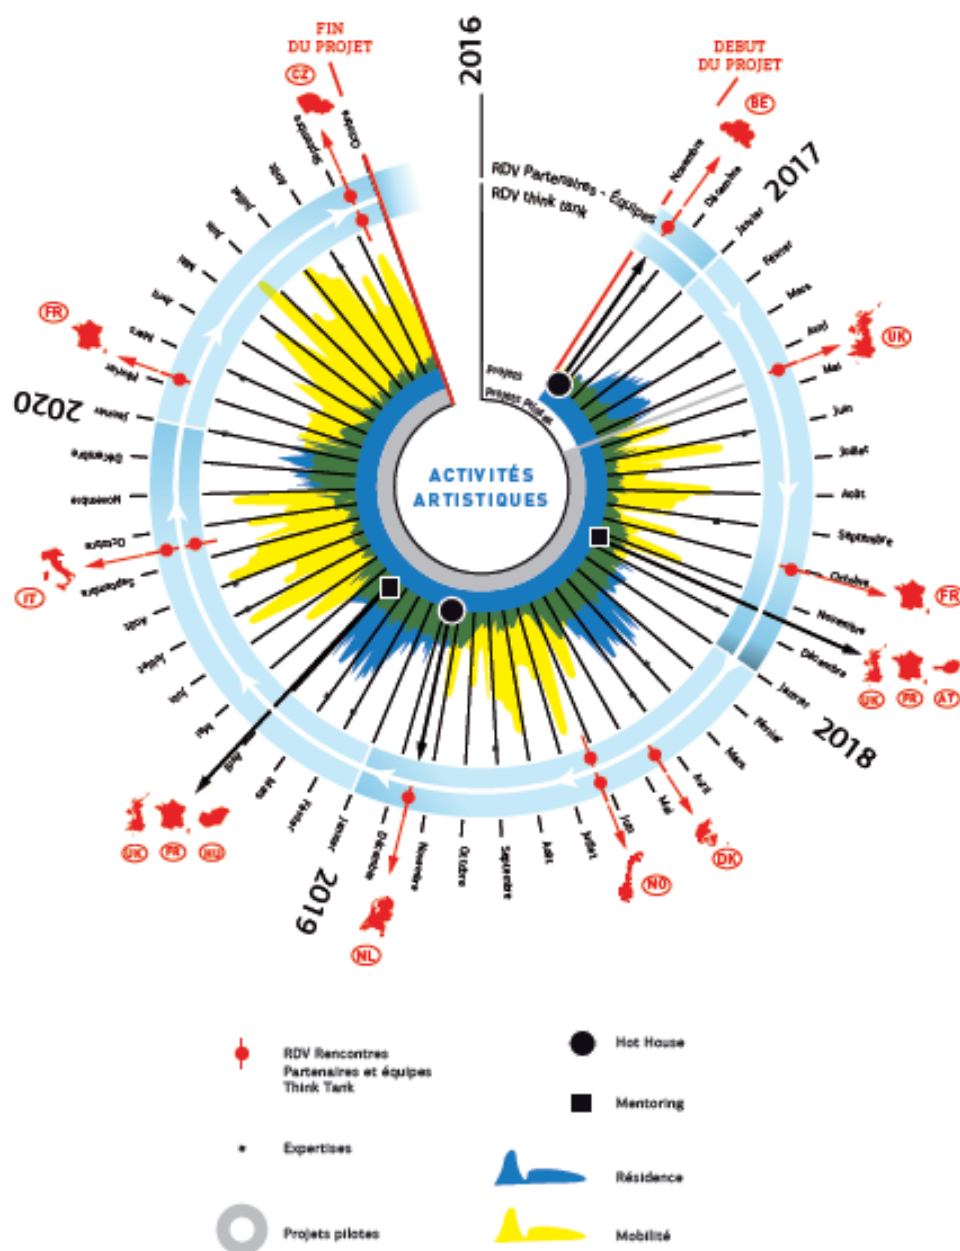 FIN
DU PROJET
2016
DEBUT
DU PROJET
CZ
BE
Octobre
Septembre
Août
Juillet
Juin
Mai
Avril
Mars
Février
Janvier
2020
Décembre
Novembre
Octobre
Septembre
Août
Juillet
Juin
Mai
Avril
Mars
Février
Janvier
2019
Décembre
Novembre
Octobre
Septembre
Août
Juillet
Juin
Mai
Avril
Mars
Février
Janvier
2018
Décembre
Novembre
Octobre
Septembre
Août
Juillet
Juin
Mai
Avril
Mars
Février
Janvier
2017
Décembre
Novembre
RDV Partenaires - Équipes
RDV think tank
Projets
Projets Pilotes
ACTIVITÉS
ARTISTIQUES
FR
UK
IT
FR
UK FR AT
UK FR HU
DK
NO
NL
RDV Rencontres
Partenaires et équipes
Think Tank
Hot House
Mentoring
Expertises
Résidence
Projets pilotes
Mobilité